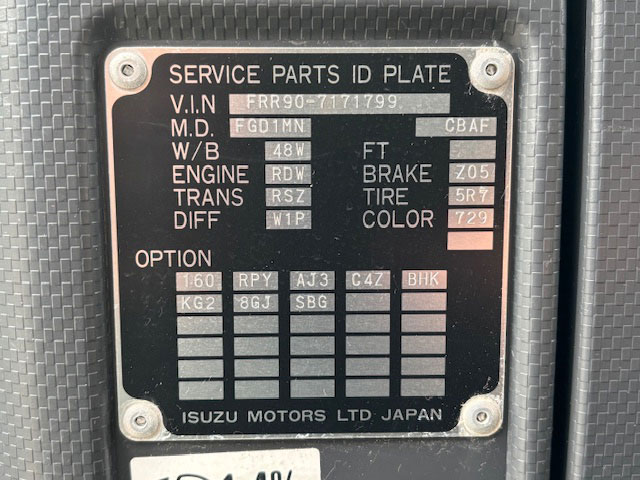 SERVICE PARTS ID PLATE
V.I.N FRR90-7171799
M.D. FGD1MN CBAF
W/B 48W FT
ENGINE RDW BRAKE Z05
TRANS RSZ TIRE 5R7
DIFF W1P COLOR 729
OPTION
160 RPY AJ3 C4Z BHK
KG2 8GJ SBG
ISUZU MOTORS LTD JAPAN